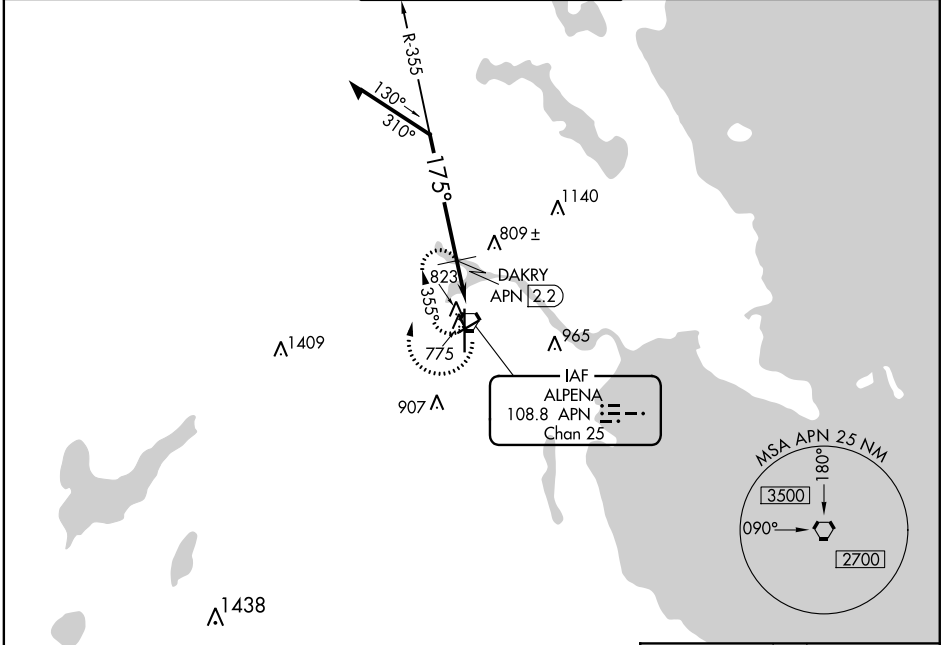 R-355
130°
310°
175°
1140
809 ±
823
DAKRY
APN 2.2
355°
775
965
1409
907
IAF
ALPENA
108.8 APN
Chan 25
MSA APN 25 NM
180°
3500
090°
2700
1438